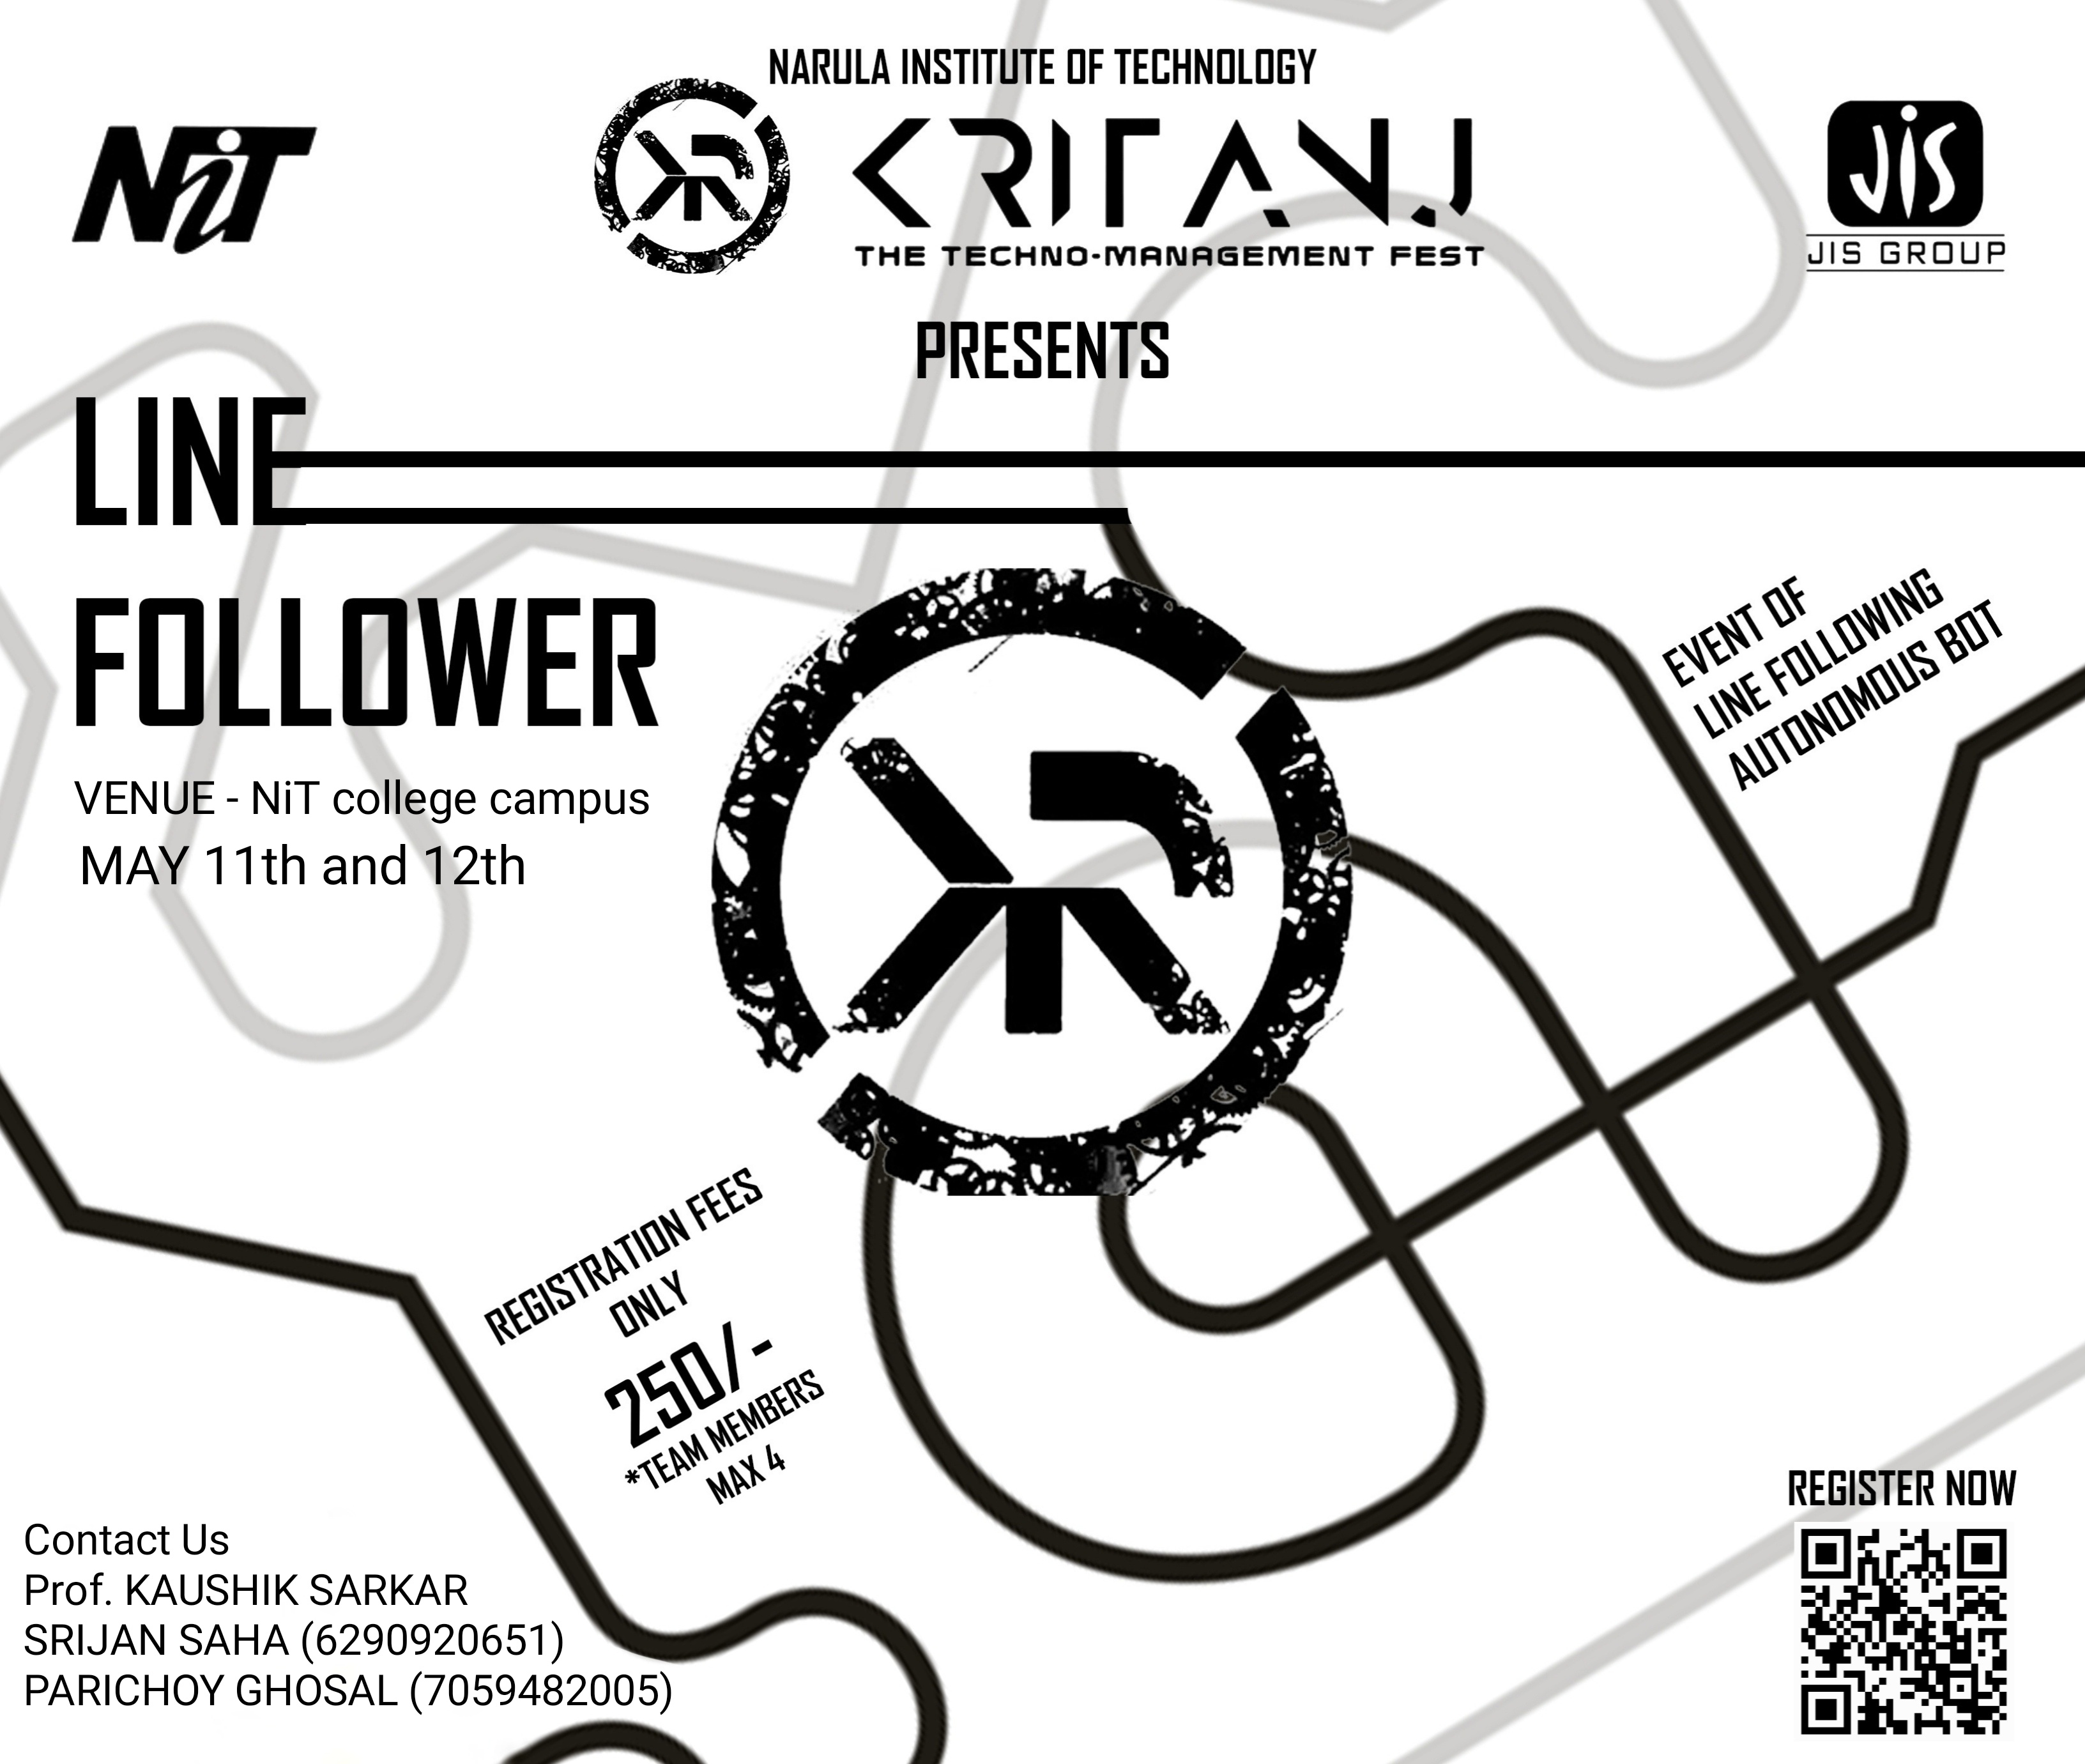 NARULA INSTITUTE OF TECHNOLOGY
NiT
KR
KRITANJ
THE TECHNO-MANAGEMENT FEST
JiS
JIS GROUP
PRESENTS
LINE
FOLLOWER
VENUE - NiT college campus
MAY 11th and 12th
EVENT OF
LINE FOLLOWING
AUTONOMOUS BOT
KR
REGISTRATION FEES
ONLY
250/-
*TEAM MEMBERS
MAX 4
Contact Us
Prof. KAUSHIK SARKAR
SRIJAN SAHA (6290920651)
PARICHOY GHOSAL (7059482005)
REGISTER NOW